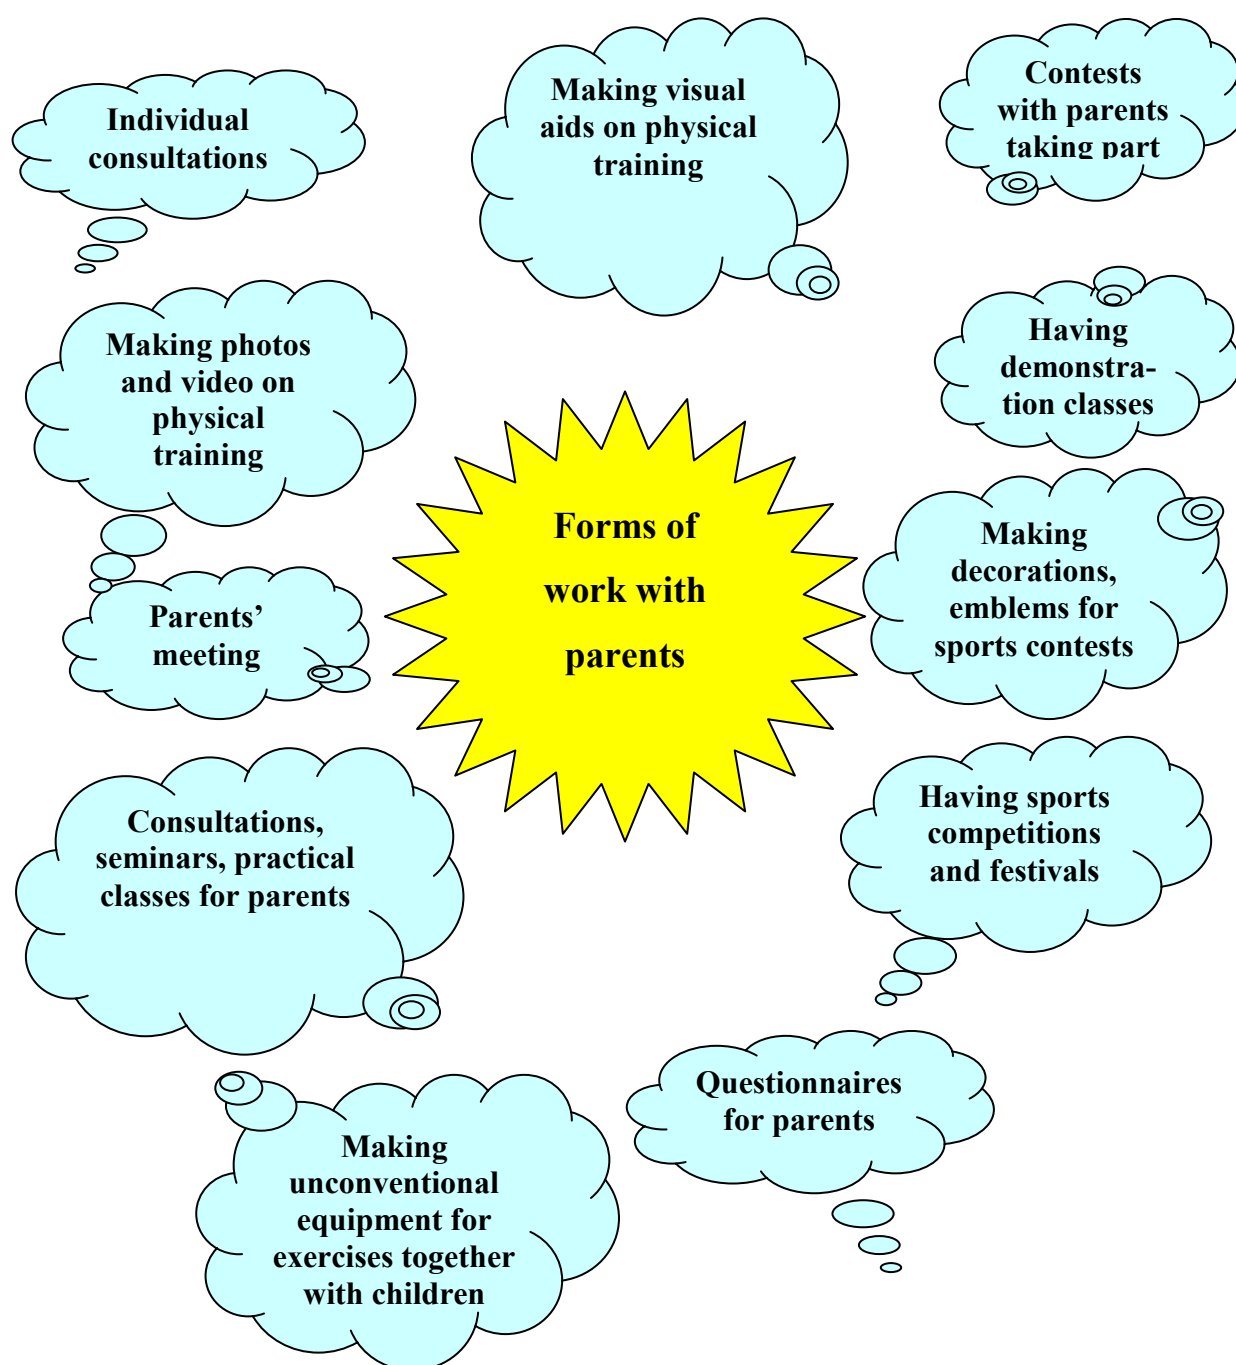 Individual
consultations
Making visual
aids on physical
training
Contests
with parents
taking part
Making photos
and video on
physical
training
Having
demonstra-
tion classes
Forms of
work with
parents
Making
decorations,
emblems for
sports contests
Parents’
meeting
Consultations,
seminars, practical
classes for parents
Having sports
competitions
and festivals
Making
unconventional
equipment for
exercises together
with children
Questionnaires
for parents